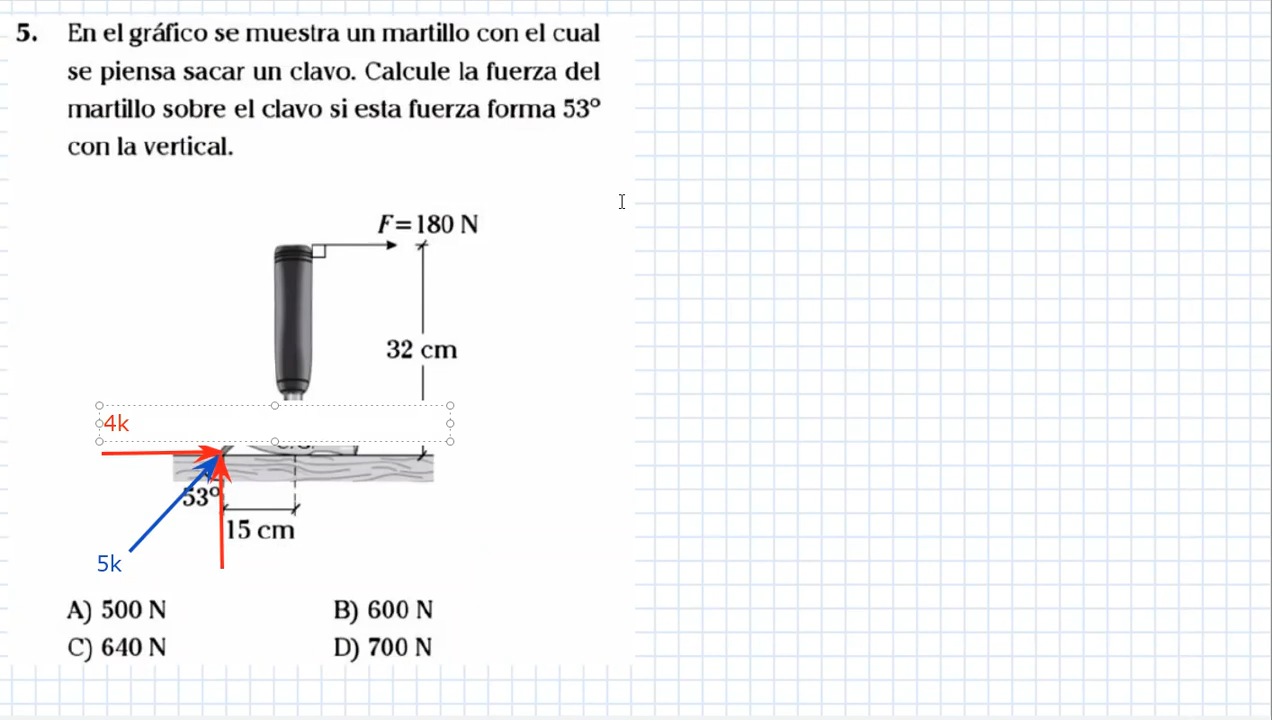 5. En el gráfico se muestra un martillo con el cual
se piensa sacar un clavo. Calcule la fuerza del
martillo sobre el clavo si esta fuerza forma 53º
con la vertical.
F=180 N
32 cm
4k
53º
15 cm
5k
A) 500 N B) 600 N
C) 640 N D) 700 N